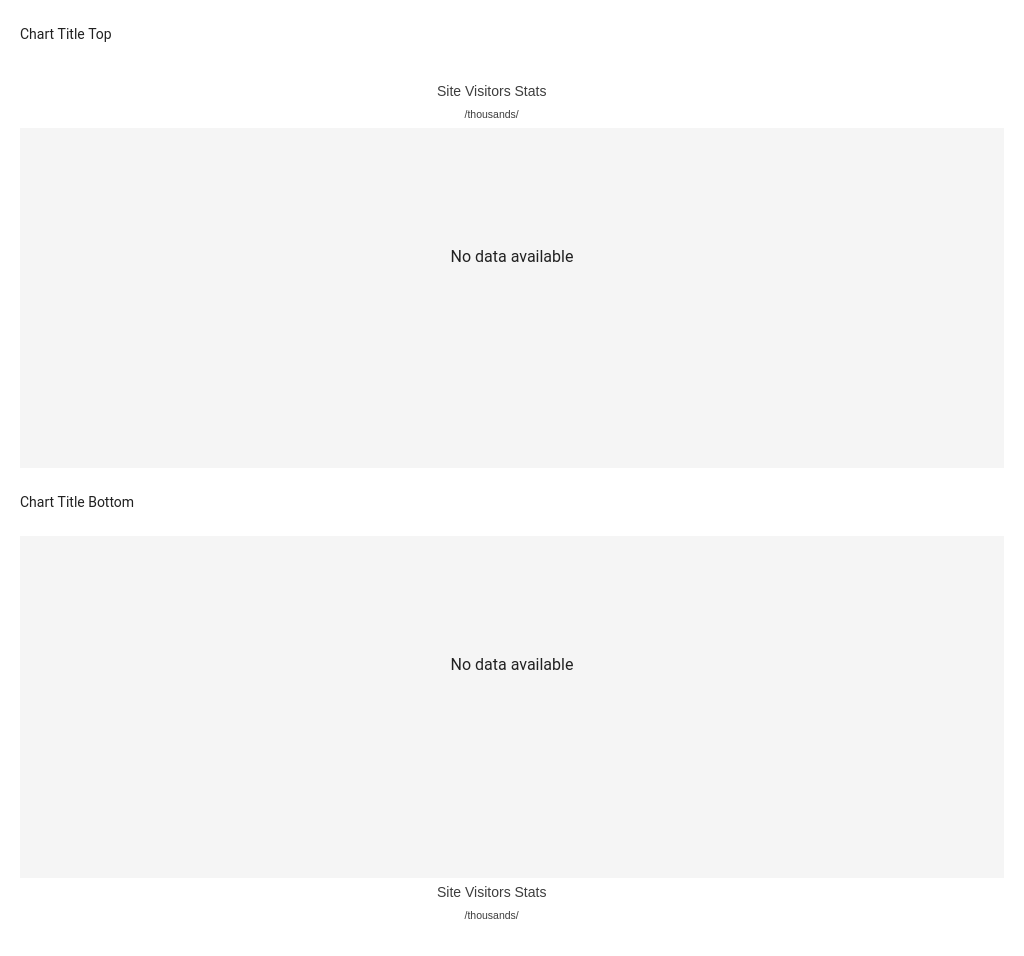 Chart Title Top
Site Visitors Stats
/thousands/
No data available
Chart Title Bottom
No data available
Site Visitors Stats
/thousands/